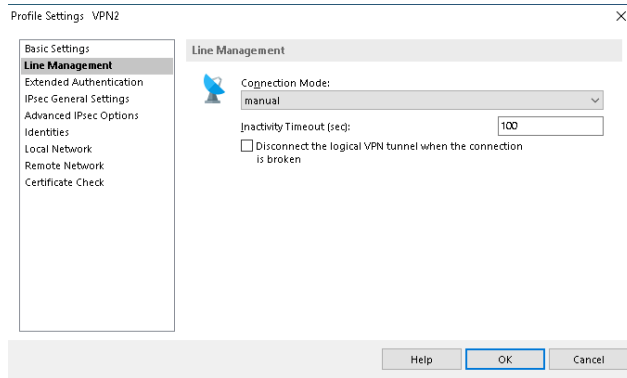 Profile Settings VPN2
Basic Settings
Line Management
Extended Authentication
IPsec General Settings
Advanced IPsec Options
Identities
Local Network
Remote Network
Certificate Check
Line Management
Connection Mode:
manual
Inactivity Timeout (sec):
100
Disconnect the logical VPN tunnel when the connection
is broken
Help
OK
Cancel